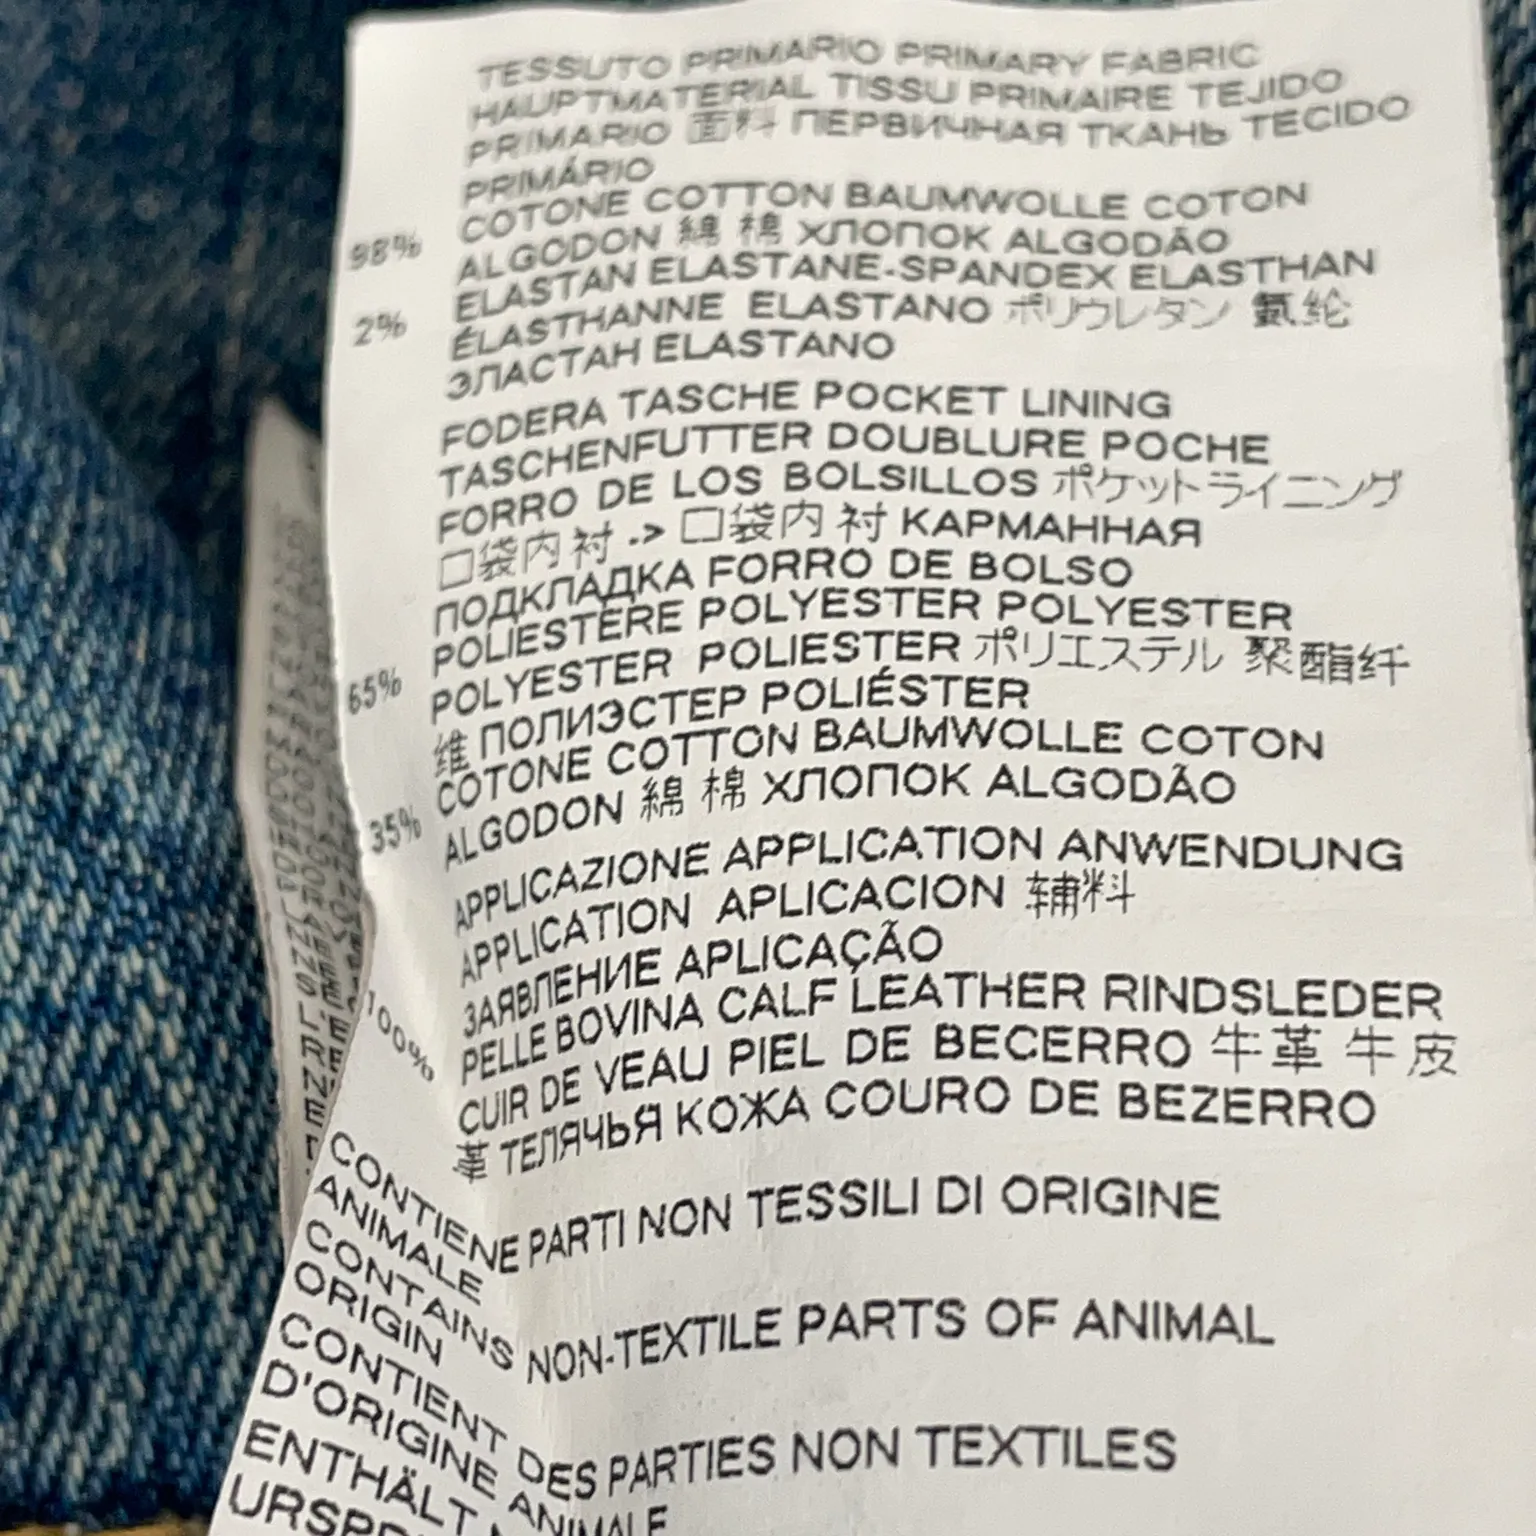 TESSUTO PRIMARIO PRIMARY FABRIC
HAUPTMATERIAL TISSU PRIMAIRE TEJIDO
PRIMARIO 面料 ПЕРВИЧНАЯ ТКАНЬ TECIDO
PRIMÁRIO
98% COTONE COTTON BAUMWOLLE COTON
ALGODON 綿 棉 ХЛОПОК ALGODÃO
2% ELASTAN ELASTANE-SPANDEX ELASTHAN
ÉLASTHANNE ELASTANO ポリウレタン 氨纶
ЭЛАСТАН ELASTANO
FODERA TASCHE POCKET LINING
TASCHENFUTTER DOUBLURE POCHE
FORRO DE LOS BOLSILLOS ポケットライニング
口袋内衬 -> 口袋内衬 КАРМАННАЯ
ПОДКЛАДКА FORRO DE BOLSO
65% POLIESTERE POLYESTER POLYESTER
POLYESTER POLIESTER ポリエステル 聚酯纤
维 ПОЛИЭСТЕР POLIÉSTER
35% COTONE COTTON BAUMWOLLE COTON
ALGODON 綿 棉 ХЛОПОК ALGODÃO
APPLICAZIONE APPLICATION ANWENDUNG
APPLICATION APLICACION 辅料
ЗАЯВЛЕНИЕ APLICAÇÃO
100% PELLE BOVINA CALF LEATHER RINDSLEDER
CUIR DE VEAU PIEL DE BECERRO 牛革 牛皮
革 ТЕЛЯЧЬЯ КОЖА COURO DE BEZERRO
CONTIENE PARTI NON TESSILI DI ORIGINE
ANIMALE
CONTAINS NON-TEXTILE PARTS OF ANIMAL
ORIGIN
CONTIENT DES PARTIES NON TEXTILES
D'ORIGINE ANIMALE
ENTHÄLT